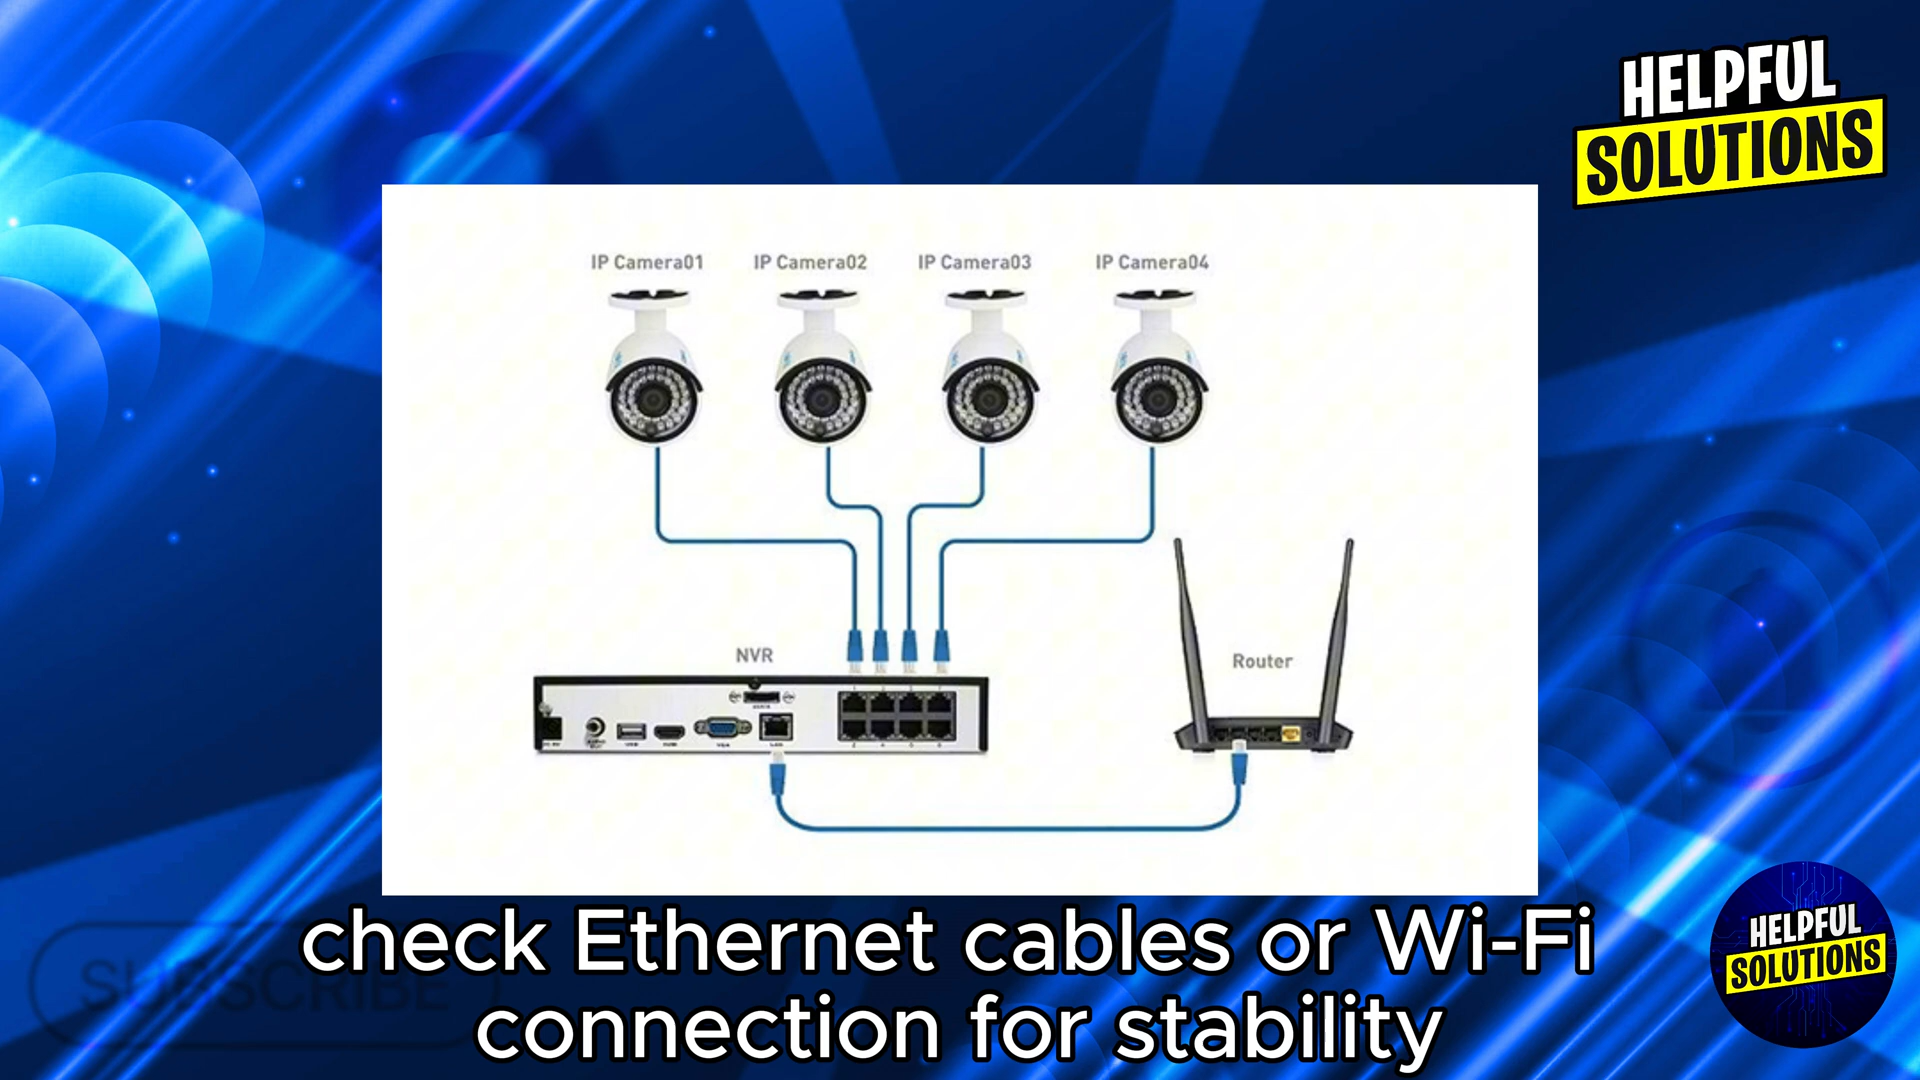 HELPFUL
SOLUTIONS
IP Camera01 IP Camera02 IP Camera03 IP Camera04
NVR
Router
check Ethernet cables or Wi-Fi
connection for stability
SUBSCRIBE
HELPFUL
SOLUTIONS